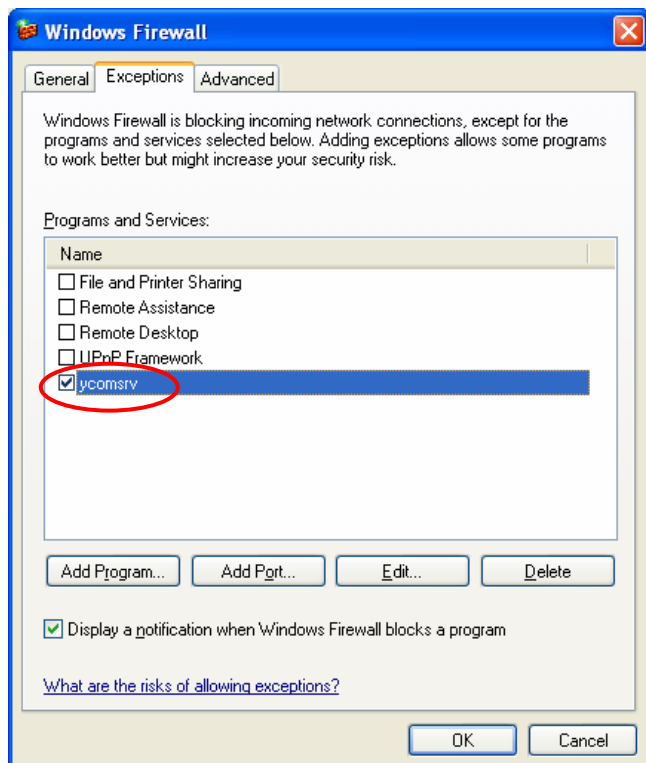 Windows Firewall
General Exceptions Advanced
Windows Firewall is blocking incoming network connections, except for the
programs and services selected below. Adding exceptions allows some programs
to work better but might increase your security risk.
Programs and Services:
Name
File and Printer Sharing
Remote Assistance
Remote Desktop
UPnP Framework
ycomsrv
Add Program... Add Port... Edit... Delete
Display a notification when Windows Firewall blocks a program
What are the risks of allowing exceptions?
OK Cancel